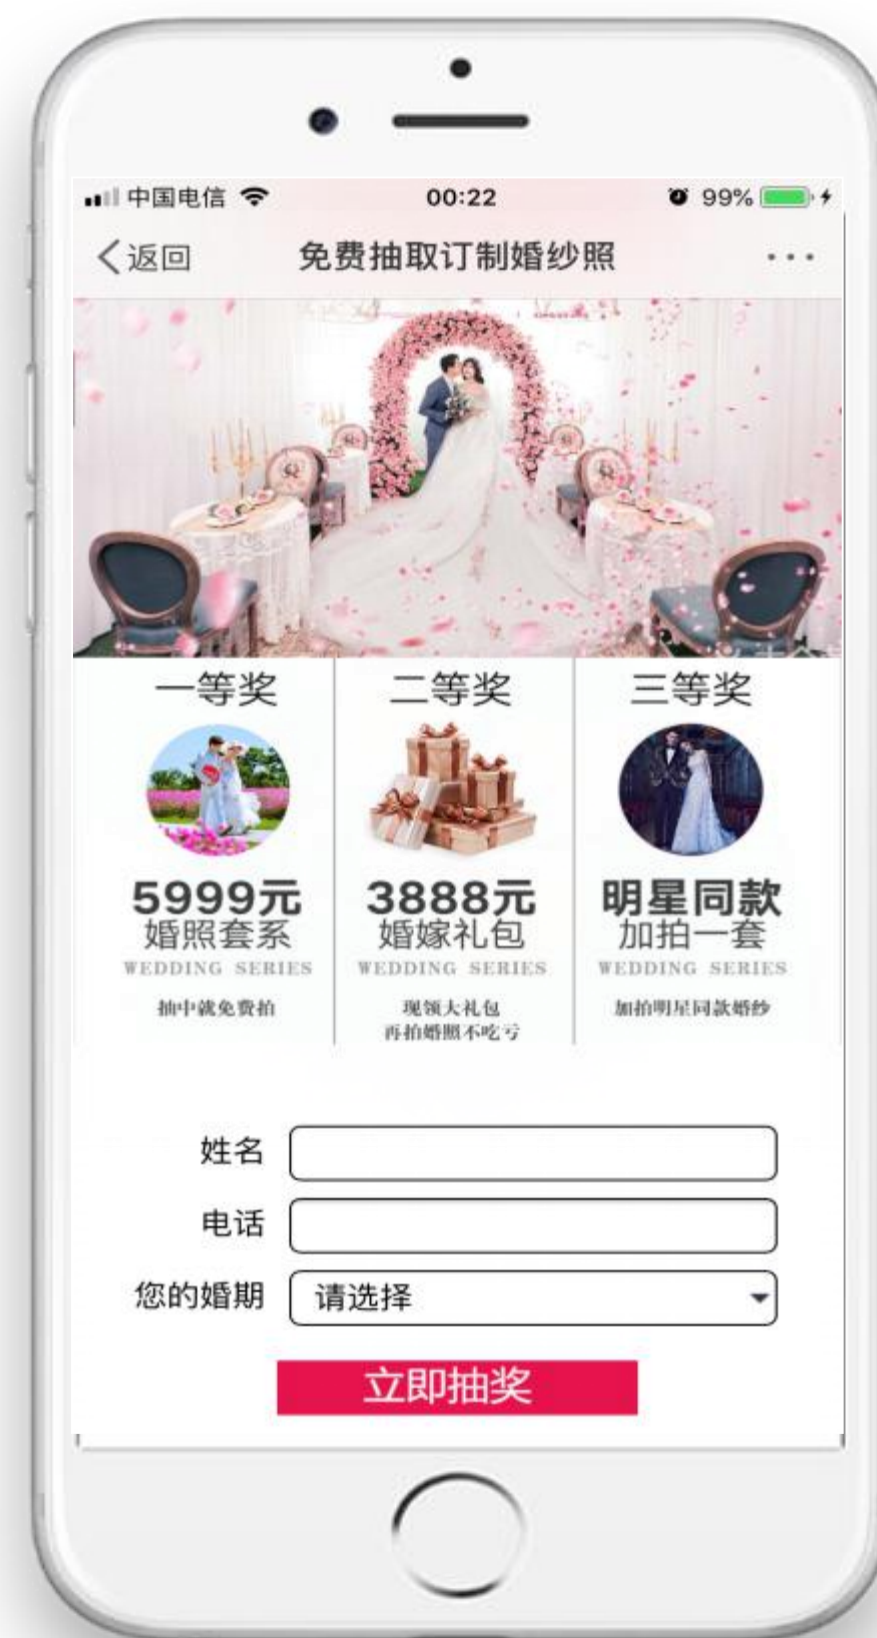 中国电信
00:22
99%
返回
免费抽取订制婚纱照
...
一等奖
5999元
婚照套系
WEDDING SERIES
抽中就免费拍
二等奖
3888元
婚嫁礼包
WEDDING SERIES
现领大礼包
再拍婚照不吃亏
三等奖
明星同款
加拍一套
WEDDING SERIES
加拍明星同款婚纱
姓名
电话
您的婚期
请选择
立即抽奖